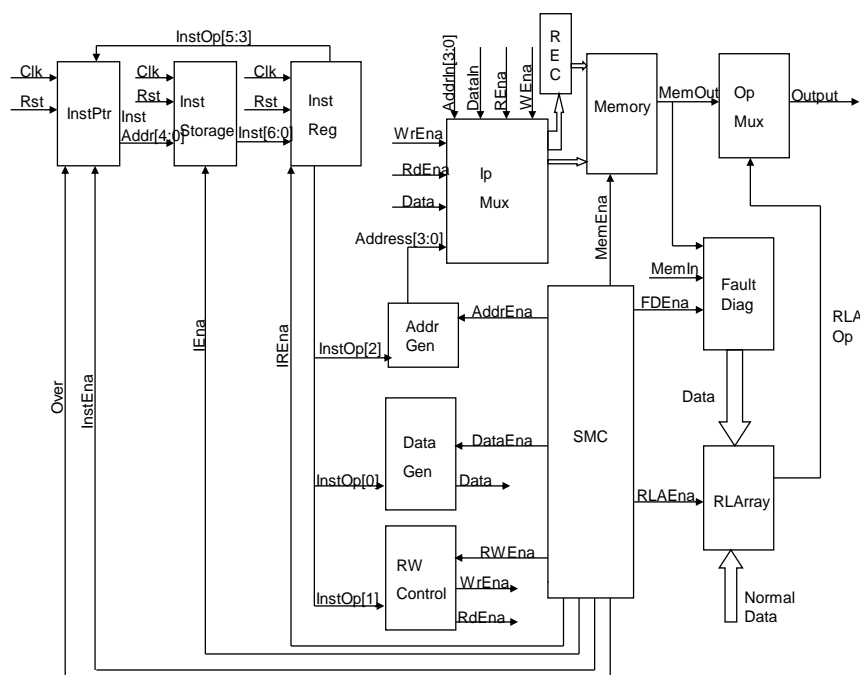 InstOp[5:3]
Clk
Rst
InstPtr
Inst
Addr[4:0]
Clk
Rst
Inst
Storage
Inst[6:0]
Clk
Rst
Inst
Reg
AddrIn[3:0]
DataIn
REna
WEna
R
E
C
WrEna
RdEna
Data
Address[3:0]
Ip
Mux
Memory
MemOut
Op
Mux
Output
MemEna
MemIn
FDEna
Fault
Diag
RLA
Op
Addr
Gen
AddrEna
InstOp[2]
Over
InstEna
IEna
IREna
SMC
Data
Data
Gen
DataEna
InstOp[0]
Data
RLAEna
RLArray
RW
Control
RWEna
WrEna
InstOp[1]
RdEna
Normal
Data